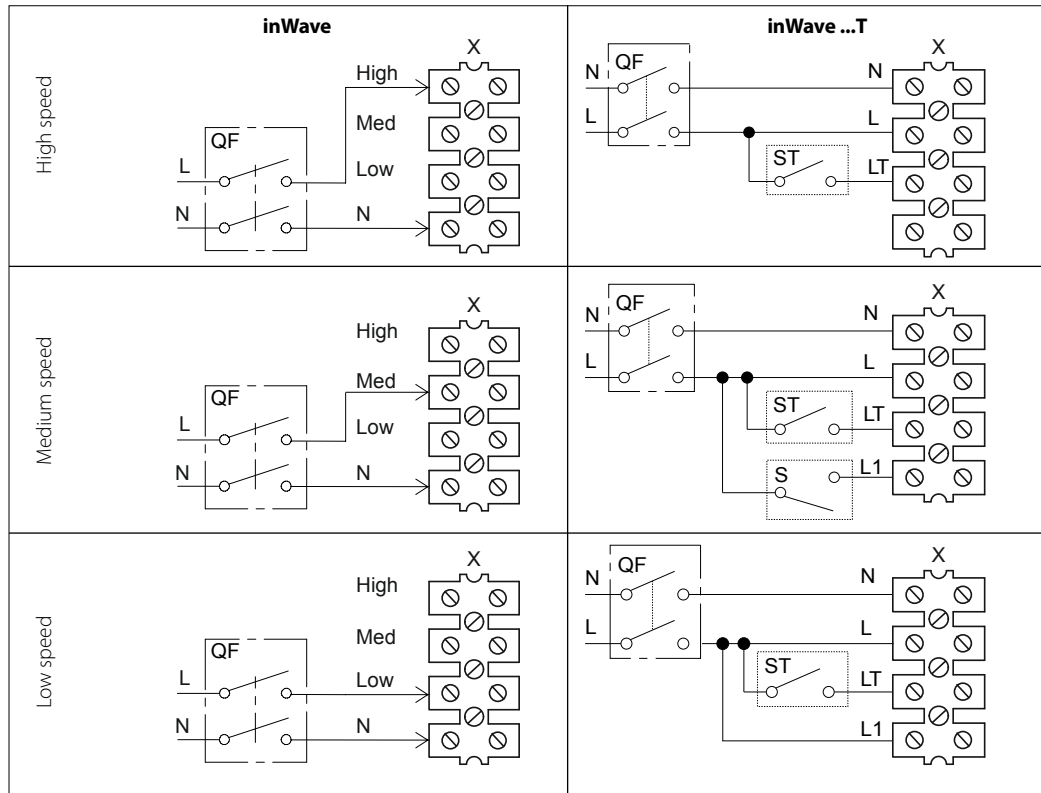 inWave
inWave ...T
High speed
X
High
Med
Low
QF
L
N
N
X
QF
N
N
L
L
ST
LT
Medium speed
X
High
Med
Low
QF
L
N
N
X
QF
N
N
L
L
ST
LT
S
L1
Low speed
X
High
Med
Low
QF
L
N
N
X
QF
N
N
L
L
ST
LT
L1